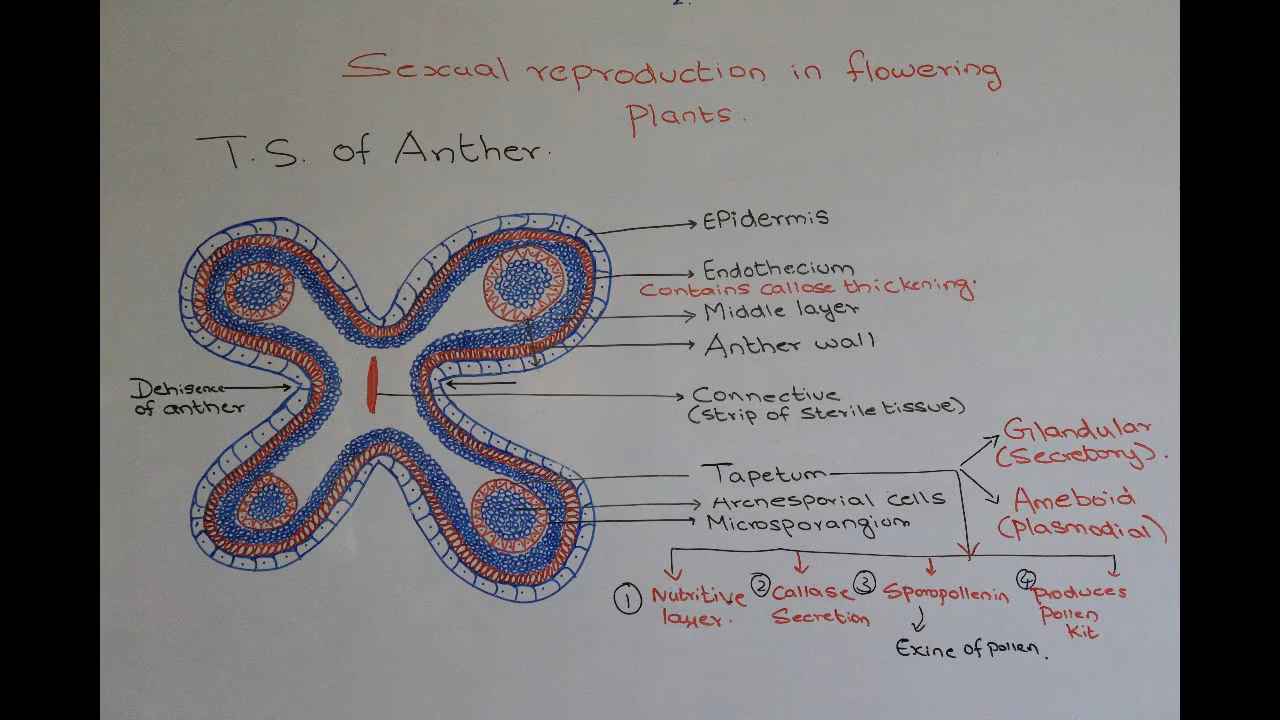 2.
Sexual reproduction in flowering
Plants.
T.S. of Anther.
Epidermis
Endothecium
Contains callose thickening.
Middle layer
Anther wall
Dehisence
of anther
Connective
(Strip of Sterile tissue)
Tapetum
Glandular
(Secretory).
Ameboid
(Plasmodial)
Archesporial cells
Microsporangium
1 Nutritive
layer.
2 Callase
Secretion
3 Sporopollenin
Exine of pollen.
4 Produces
Pollen
Kit